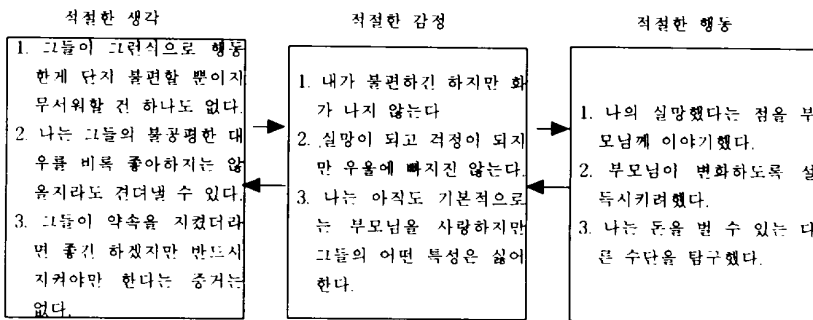 적절한 생각
1. 그들이 그런식으로 행동
한게 단지 불편할 뿐이지
무서워할 건 하나도 없다.
2. 나는 그들의 불공평한 대
우를 비록 좋아하지는 않
을지라도 견뎌낼 수 있다.
3. 그들이 약속을 지켰더라
면 좋긴 하겠지만 반드시
지켜야만 한다는 증거는
없다.
적절한 감정
1. 내가 불편하긴 하지만 화
가 나지 않는다
2. 실망이 되고 걱정이 되지
만 우울에 빠지진 않는다.
3. 나는 아직도 기본적으로
는 부모님을 사랑하지만
그들의 어떤 특성은 싫어
한다.
적절한 행동
1. 나의 실망했다는 점을 부
모님께 이야기했다.
2. 부모님이 변화하도록 설
득시키려했다.
3. 나는 돈을 벌 수 있는 다
른 수단을 탐구했다.